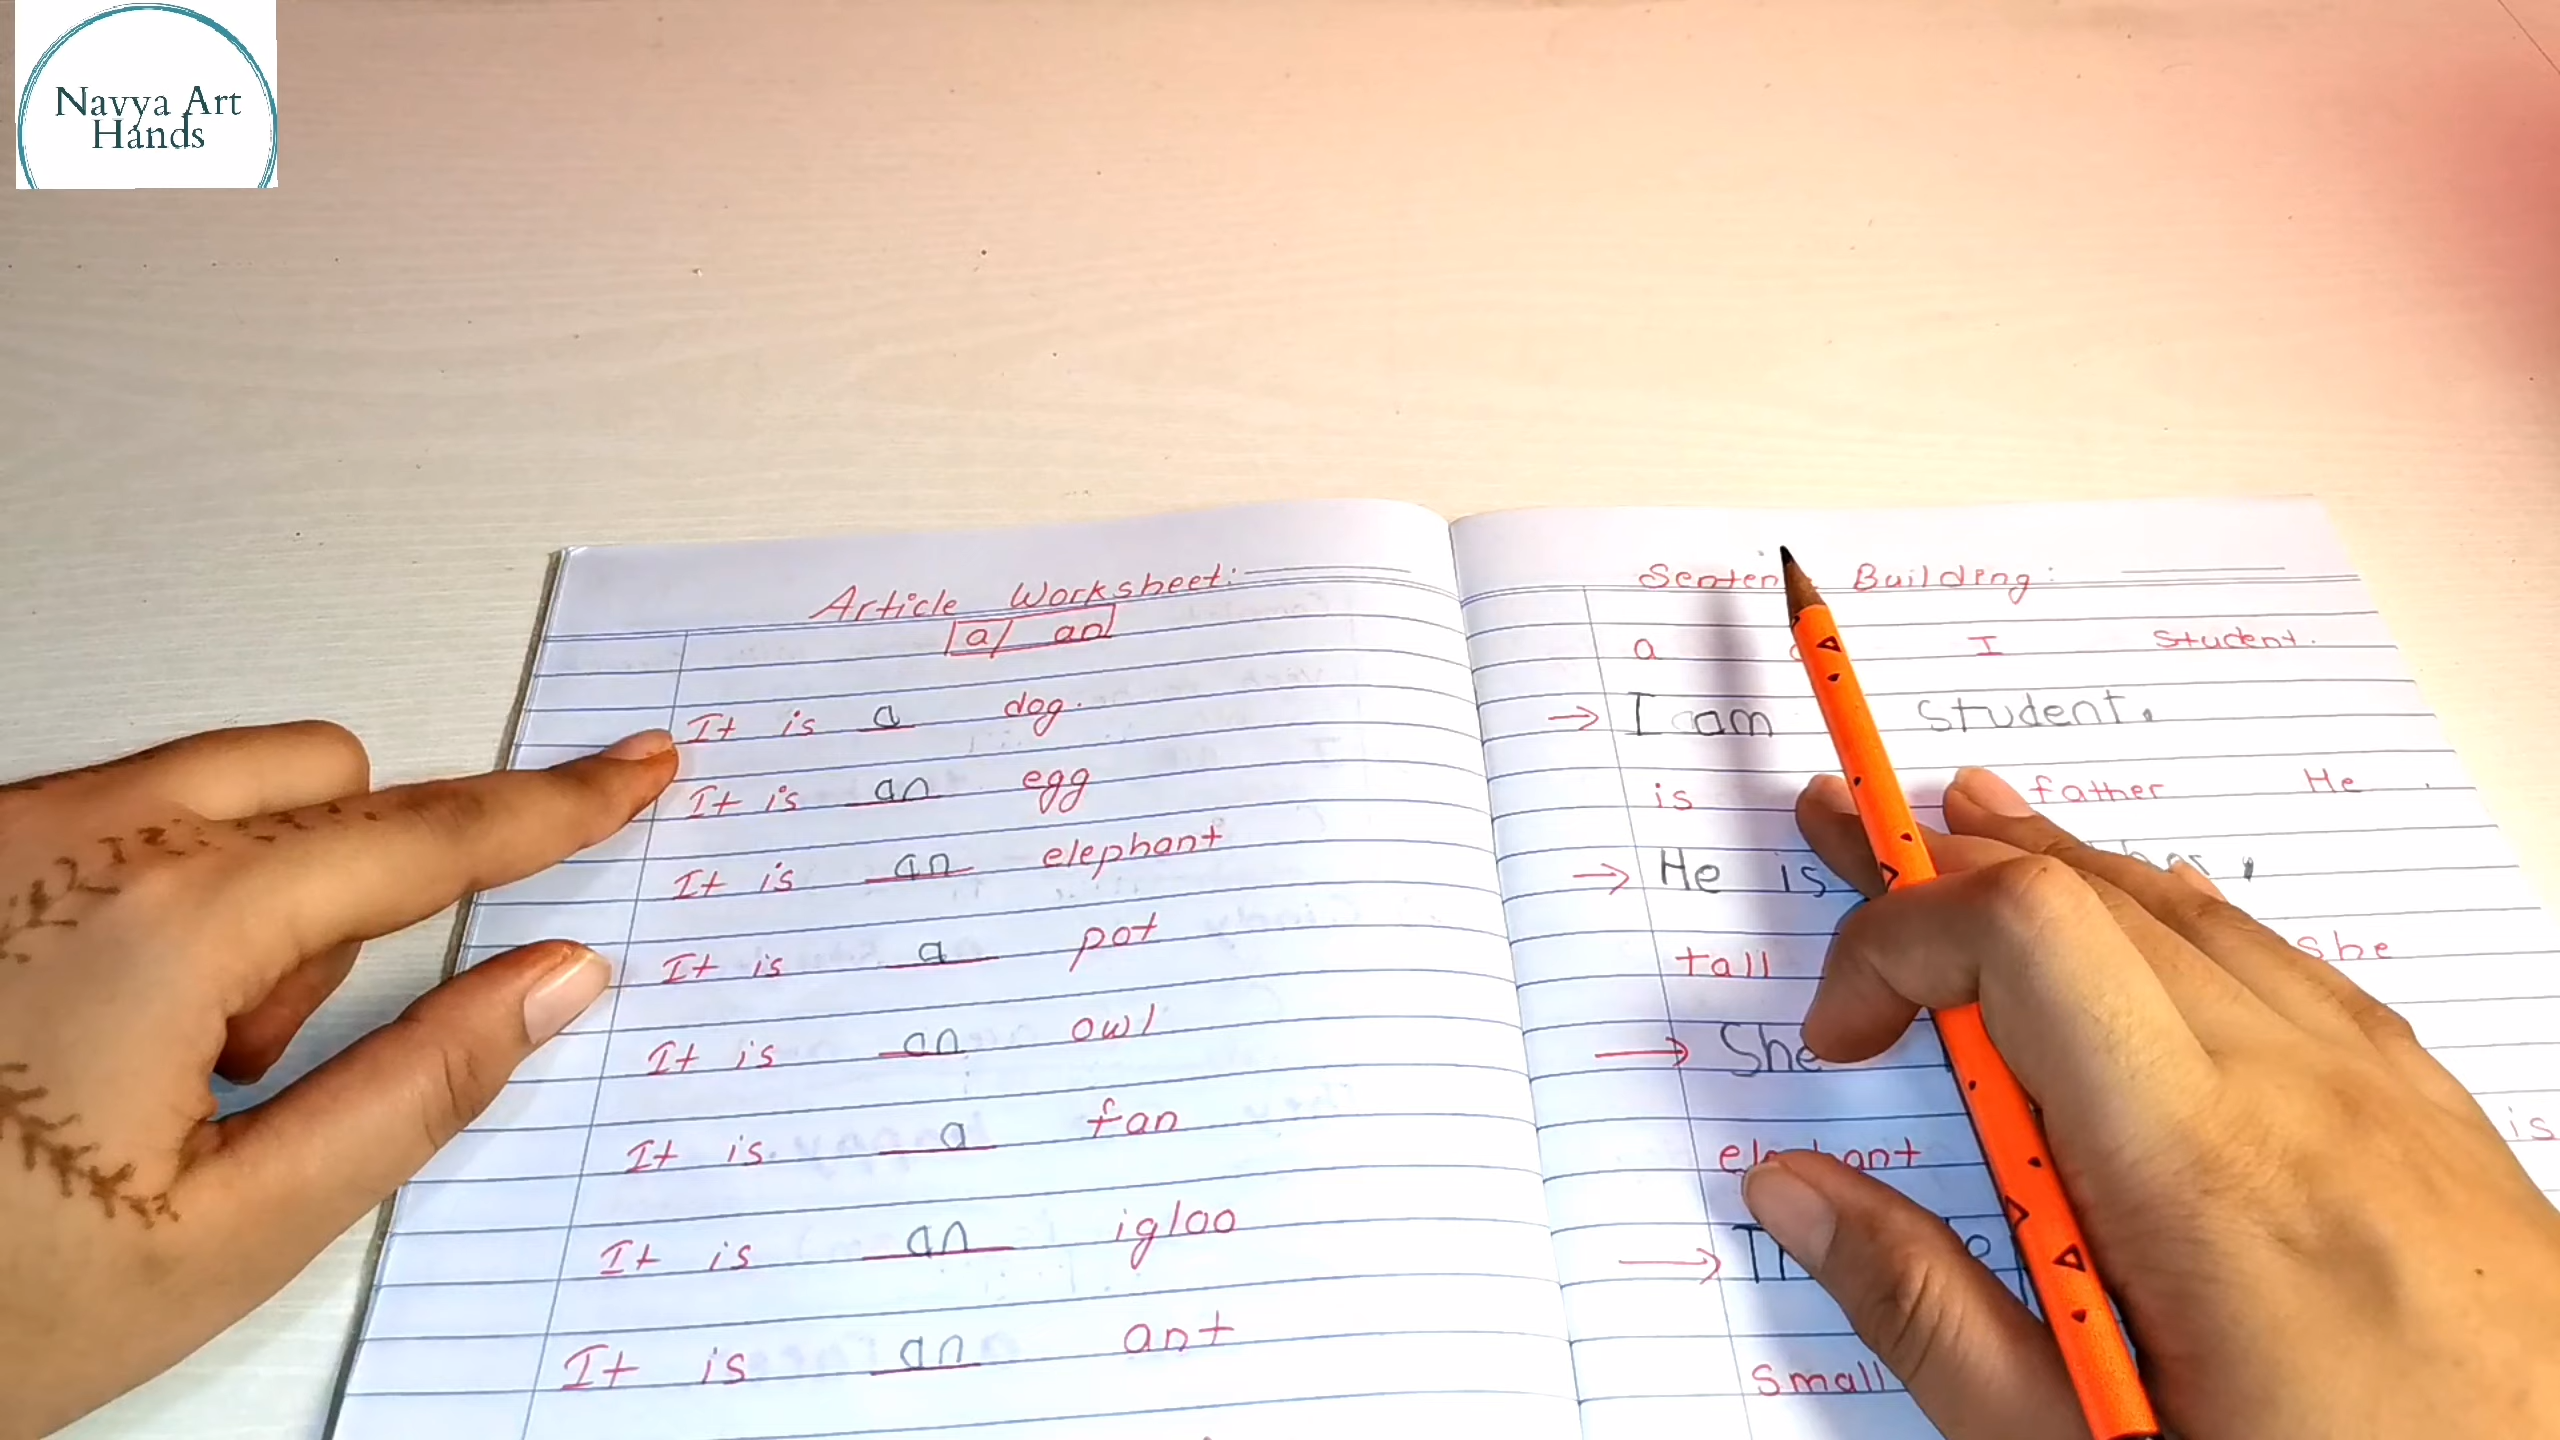 Navya Art
Hands
Article Worksheet:
a/ an
It is a dog.
It is an egg
It is an elephant
It is a pot
It is an owl
It is a fan
It is an igloo
It is an ant
Building:
a I Student.
I am Student.
is father He .
He is
tall she
She
is
small